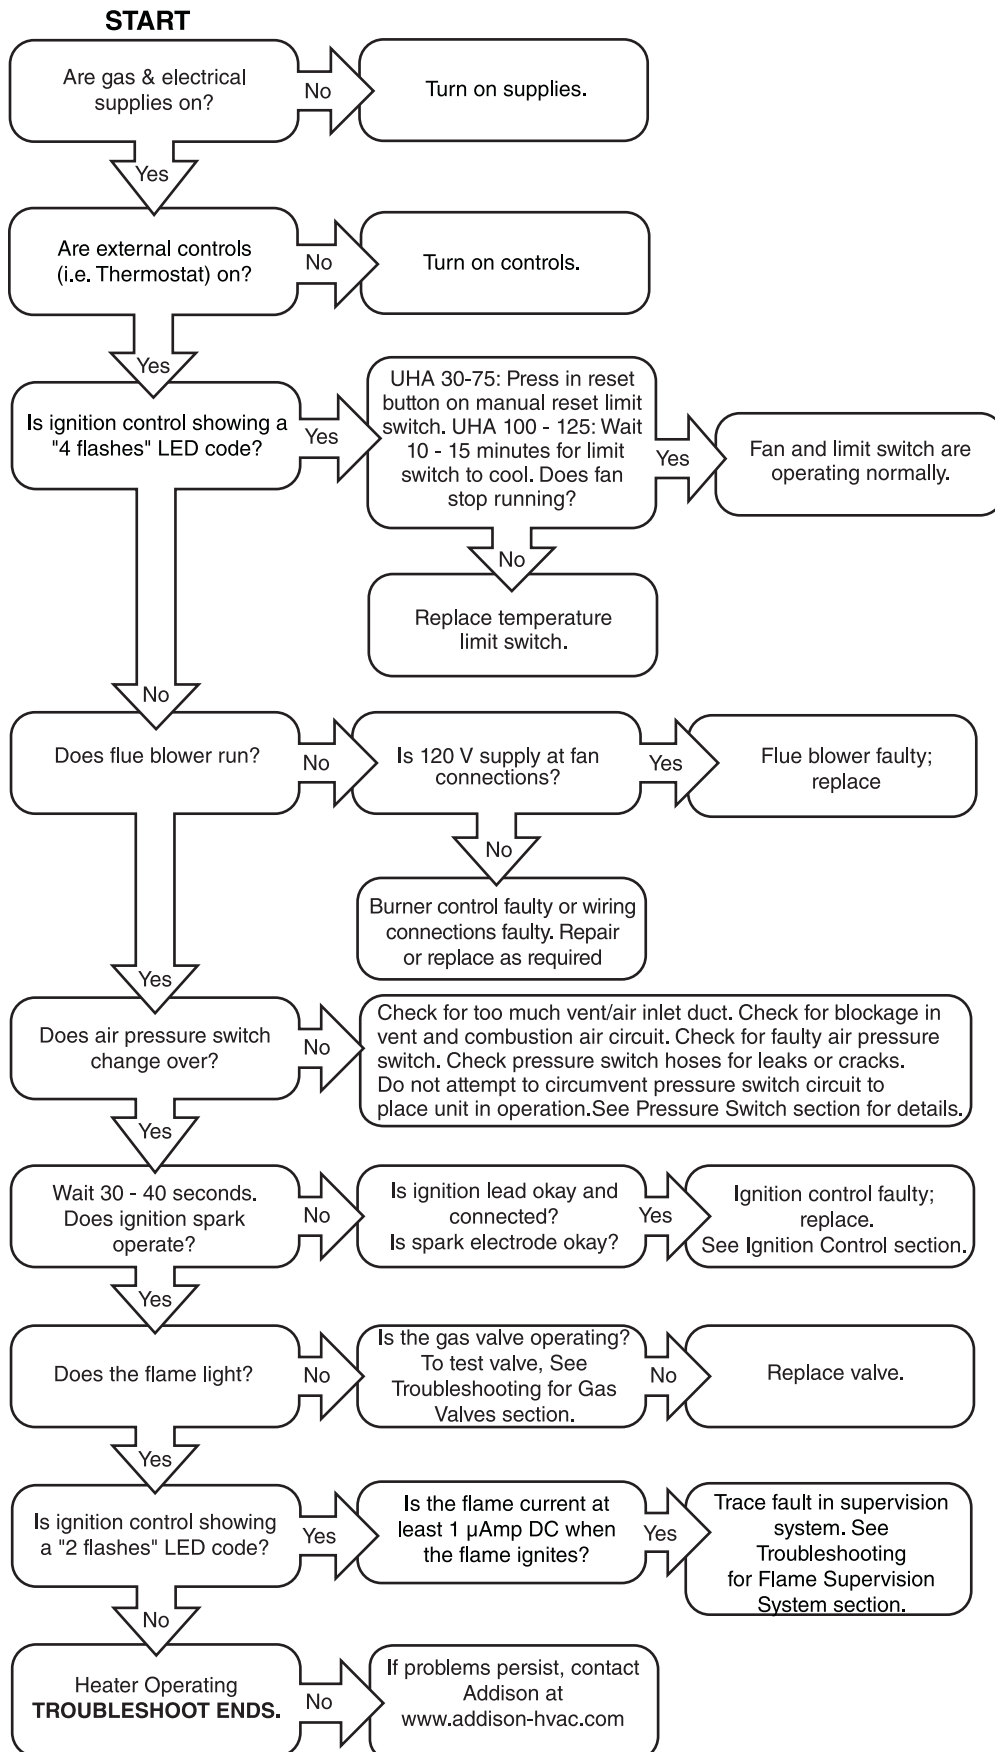 START
Are gas & electrical
supplies on?
No
Turn on supplies.
Yes
Are external controls
(i.e. Thermostat) on?
No
Turn on controls.
Yes
Is ignition control showing a
"4 flashes" LED code?
Yes
UHA 30-75: Press in reset
button on manual reset limit
switch. UHA 100 - 125: Wait
10 - 15 minutes for limit
switch to cool. Does fan
stop running?
Yes
Fan and limit switch are
operating normally.
No
Replace temperature
limit switch.
No
Does flue blower run?
No
Is 120 V supply at fan
connections?
Yes
Flue blower faulty;
replace
No
Burner control faulty or wiring
connections faulty. Repair
or replace as required
Yes
Does air pressure switch
change over?
No
Check for too much vent/air inlet duct. Check for blockage in
vent and combustion air circuit. Check for faulty air pressure
switch. Check pressure switch hoses for leaks or cracks.
Do not attempt to circumvent pressure switch circuit to
place unit in operation.See Pressure Switch section for details.
Yes
Wait 30 - 40 seconds.
Does ignition spark
operate?
No
Is ignition lead okay and
connected?
Is spark electrode okay?
Yes
Ignition control faulty;
replace.
See Ignition Control section.
Yes
Does the flame light?
No
Is the gas valve operating?
To test valve, See
Troubleshooting for Gas
Valves section.
No
Replace valve.
Yes
Is ignition control showing
a "2 flashes" LED code?
Yes
Is the flame current at
least 1 µAmp DC when
the flame ignites?
Yes
Trace fault in supervision
system. See
Troubleshooting
for Flame Supervision
System section.
No
Heater Operating
TROUBLESHOOT ENDS.
No
If problems persist, contact
Addison at
www.addison-hvac.com